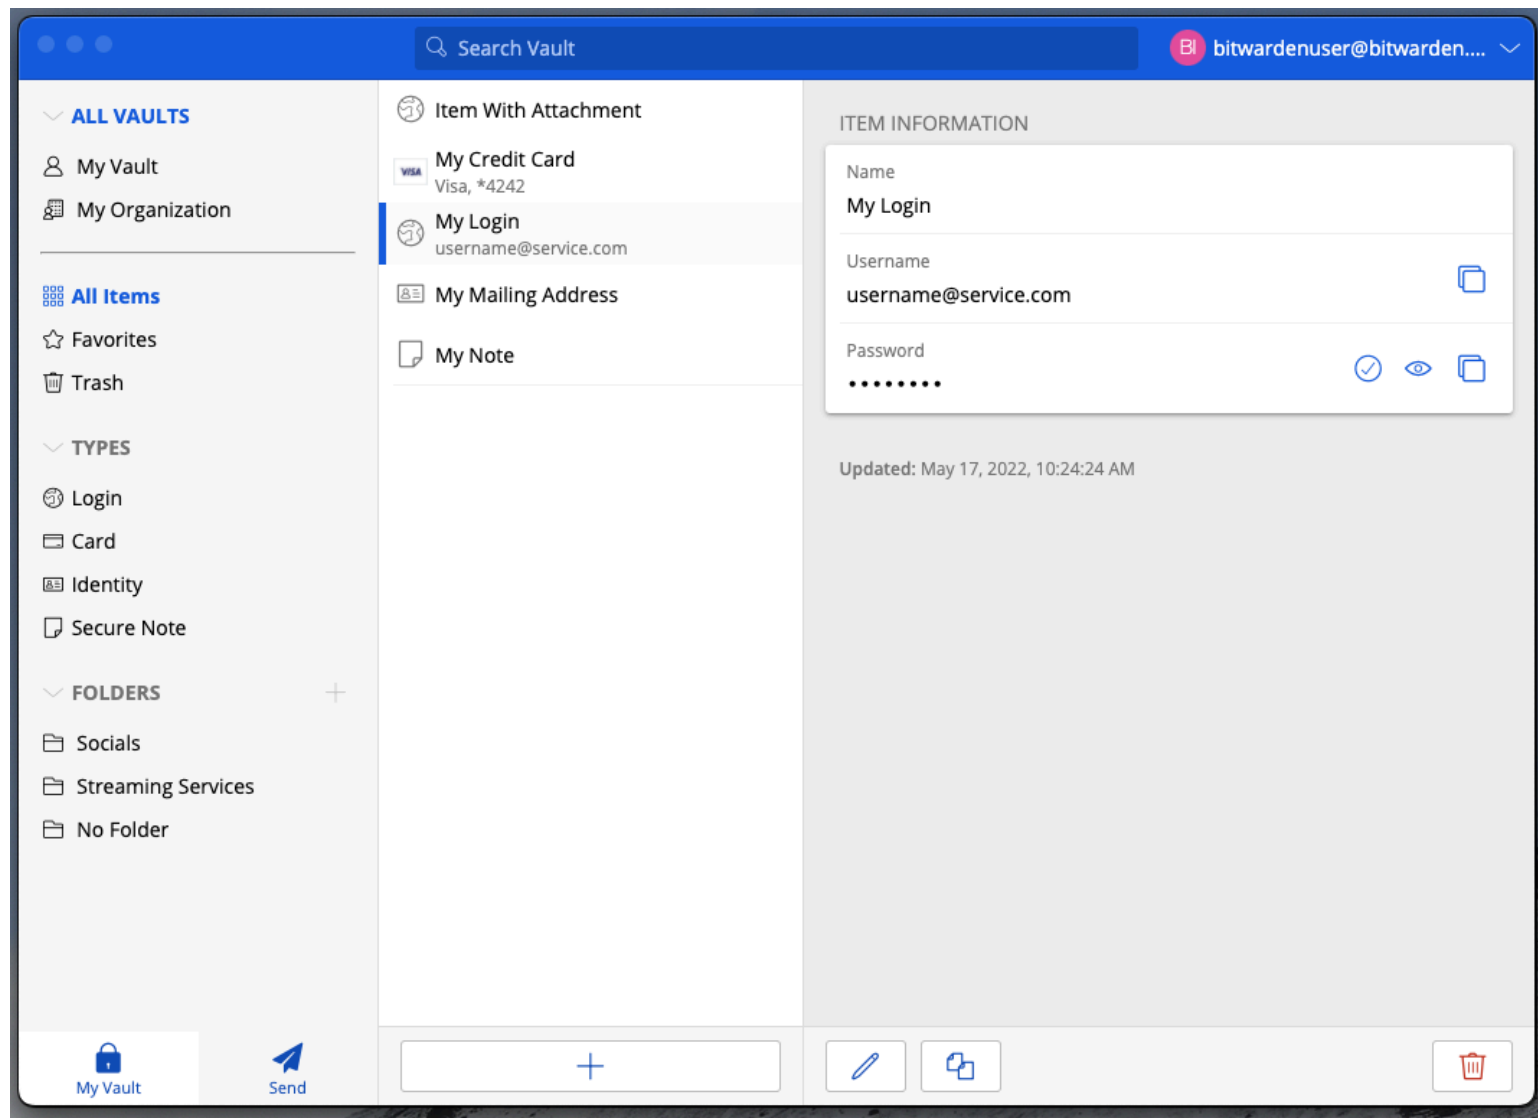 Search Vault
BI bitwardenuser@bitwarden....
ALL VAULTS
My Vault
My Organization
All Items
Favorites
Trash
TYPES
Login
Card
Identity
Secure Note
FOLDERS
Socials
Streaming Services
No Folder
My Vault
Send
Item With Attachment
VISA
My Credit Card
Visa, *4242
My Login
username@service.com
My Mailing Address
My Note
ITEM INFORMATION
Name
My Login
Username
username@service.com
Password
••••••••
Updated: May 17, 2022, 10:24:24 AM